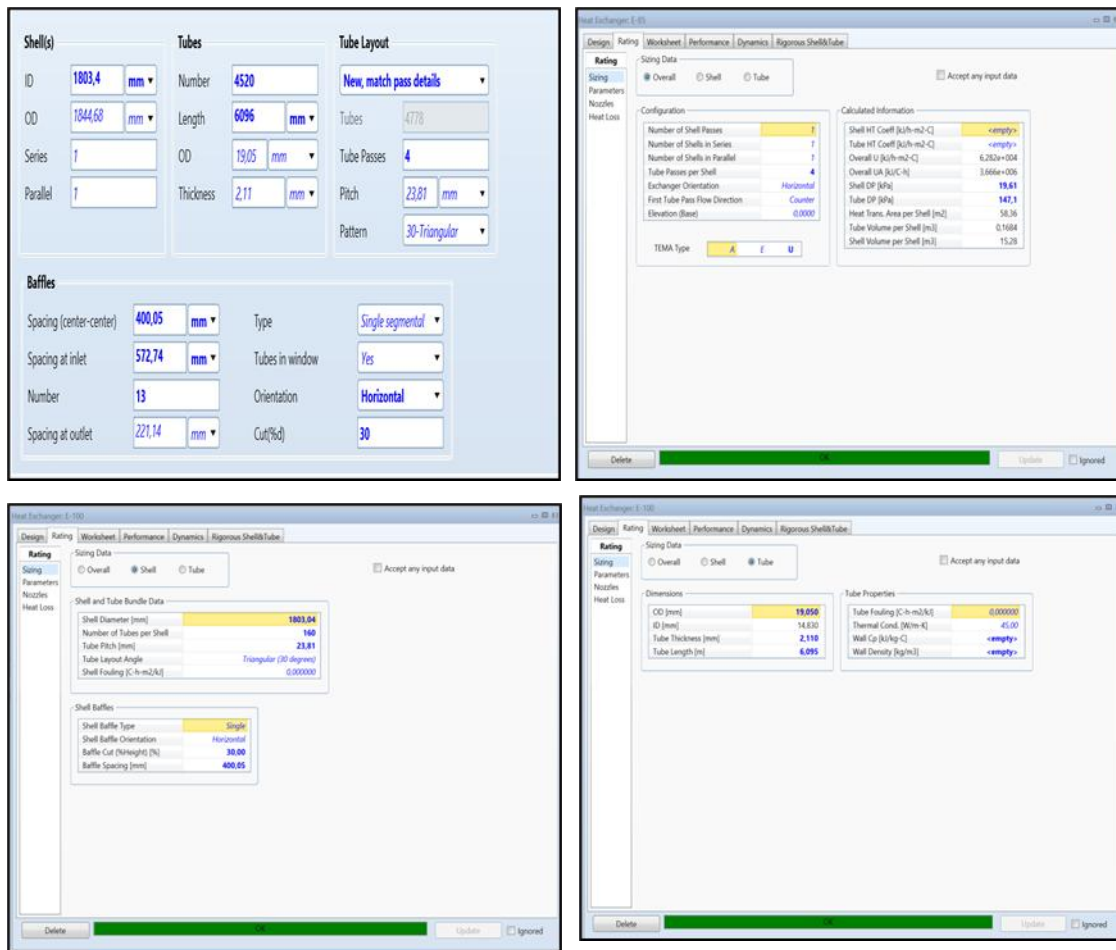 Shell(s) Tubes Tube Layout
ID 1803,4 mm Number 4520 New, match pass details
OD 1844,68 mm Length 6096 mm Tubes 4778
Series 1 OD 19,05 mm Tube Passes 4
Parallel 1 Thickness 2,11 mm Pitch 23,81 mm
Pattern 30-Triangular
Baffles
Spacing (center-center) 400,05 mm Type Single segmental
Spacing at inlet 572,74 mm Tubes in window Yes
Number 13 Orientation Horizontal
Spacing at outlet 221,14 mm Cut(%d) 30
Heat Exchanger: E-85
Design Rating Worksheet Performance Dynamics Rigorous Shell&Tube
Rating
Sizing
Parameters
Nozzles
Heat Loss
Sizing Data
Overall Shell Tube
Accept any input data
Configuration
Number of Shell Passes 1
Number of Shells in Series 1
Number of Shells in Parallel 1
Tube Passes per Shell 4
Exchanger Orientation Horizontal
First Tube Pass Flow Direction Counter
Elevation (Base) 0,0000
TEMA Type A E U
Calculated Information
Shell HT Coeff [kJ/h-m2-C] <empty>
Tube HT Coeff [kJ/h-m2-C] <empty>
Overall U [kJ/h-m2-C] 6,282e+004
Overall UA [kJ/C-h] 3,666e+006
Shell DP [kPa] 19,61
Tube DP [kPa] 147,1
Heat Trans. Area per Shell [m2] 58,36
Tube Volume per Shell [m3] 0,1684
Shell Volume per Shell [m3] 15,28
Delete OK Update Ignored
Heat Exchanger: E-100
Design Rating Worksheet Performance Dynamics Rigorous Shell&Tube
Rating
Sizing
Parameters
Nozzles
Heat Loss
Sizing Data
Overall Shell Tube
Accept any input data
Shell and Tube Bundle Data
Shell Diameter [mm] 1803,04
Number of Tubes per Shell 160
Tube Pitch [mm] 23,81
Tube Layout Angle Triangular (30 degrees)
Shell Fouling [C-h-m2/kJ] 0,000000
Shell Baffles
Shell Baffle Type Single
Shell Baffle Orientation Horizontal
Baffle Cut (%Height) [%] 30,00
Baffle Spacing [mm] 400,05
Delete OK Update Ignored
Heat Exchanger: E-100
Design Rating Worksheet Performance Dynamics Rigorous Shell&Tube
Rating
Sizing
Parameters
Nozzles
Heat Loss
Sizing Data
Overall Shell Tube
Accept any input data
Dimensions
OD [mm] 19,050
ID [mm] 14,830
Tube Thickness [mm] 2,110
Tube Length [m] 6,095
Tube Properties
Tube Fouling [C-h-m2/kJ] 0,000000
Thermal Cond. [W/m-K] 45,00
Wall Cp [kJ/kg-C] <empty>
Wall Density [kg/m3] <empty>
Delete OK Update Ignored